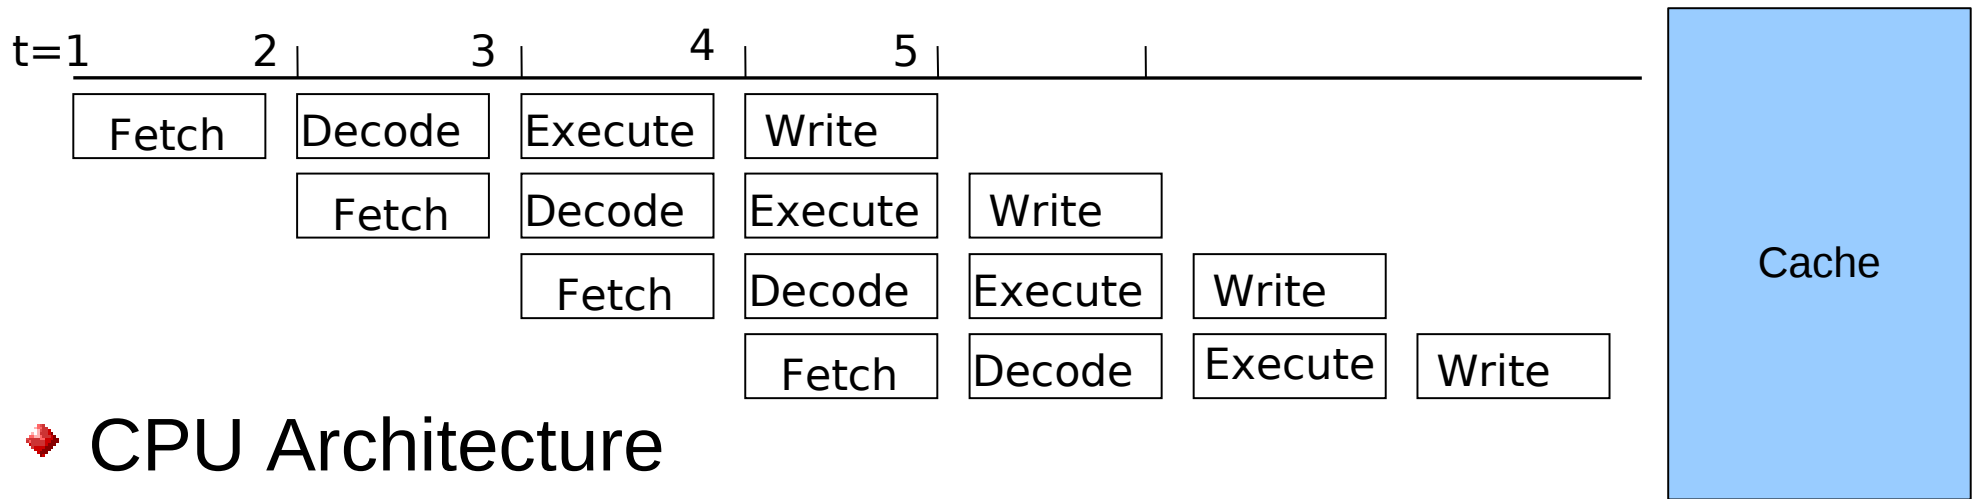 t=1 2 3 4 5
Fetch Decode Execute Write
Fetch Decode Execute Write
Fetch Decode Execute Write
Fetch Decode Execute Write
Cache
CPU Architecture